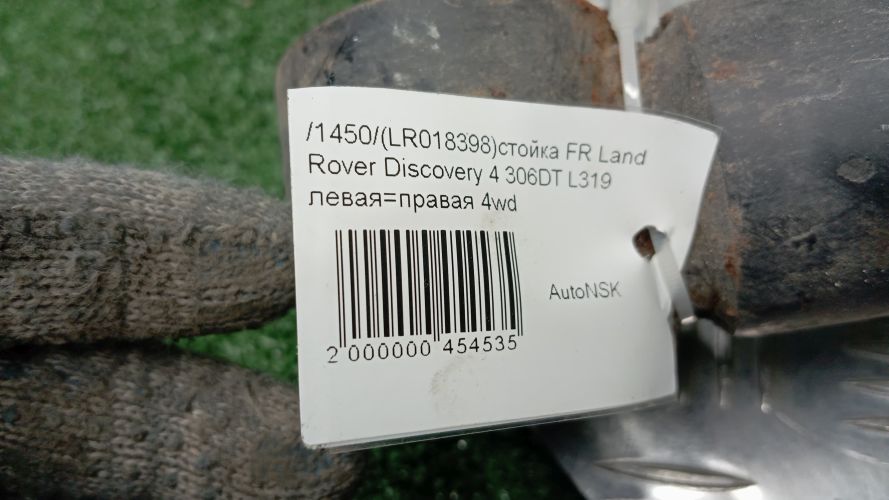 /1450/(LR018398)стойка FR Land
Rover Discovery 4 306DT L319
левая=правая 4wd
AutoNSK
2 000000 454535